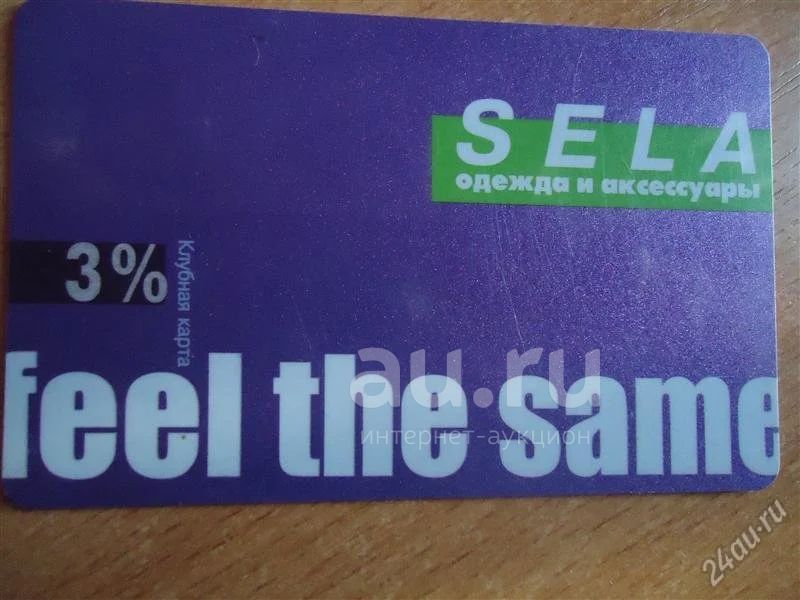 SELA
одежда и аксессуары
3%
Клубная карта
feel the same
au.ru
интернет-аукцион
24au.ru